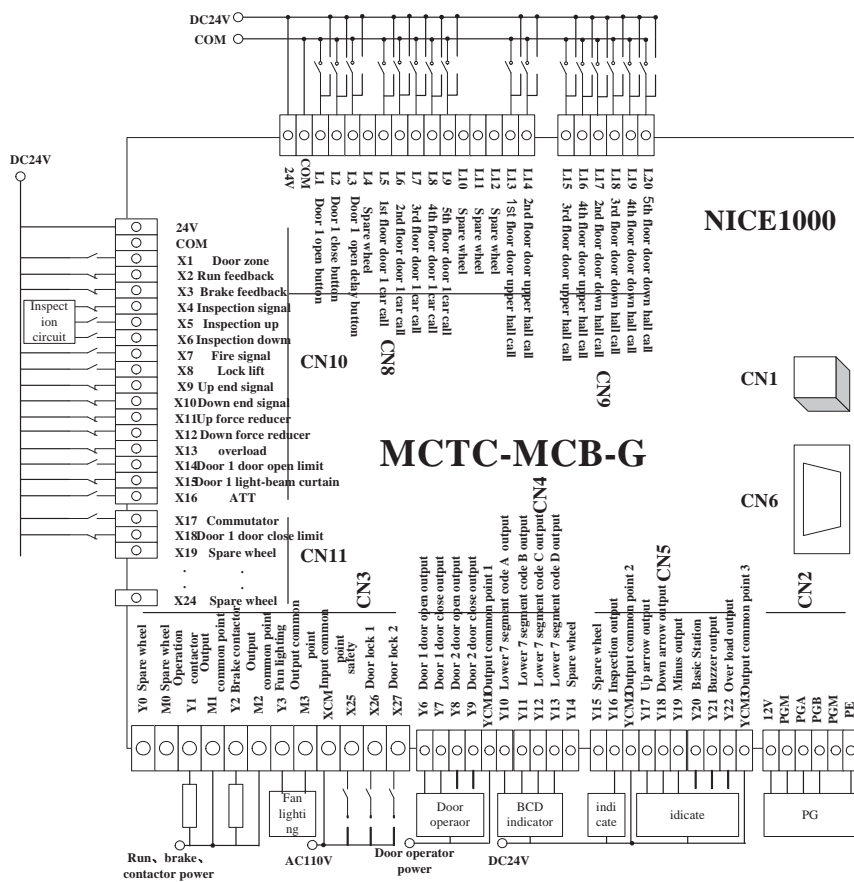 DC24V
COM
24V
COM
L1 Door 1 open button
L2 Door 1 close button
L3 Door 1 open delay button
L4 Spare wheel
L5 1st floor door 1 car call
L6 2nd floor door 1 car call
L7 3rd floor door 1 car call
L8 4th floor door 1 car call
L9 5th floor door 1 car call
L10 Spare wheel
L11 Spare wheel
L12 Spare wheel
L13 1st floor door upper hall call
L14 2nd floor door upper hall call
L15 3rd floor door upper hall call
L16 4th floor door upper hall call
L17 2nd floor door down hall call
L18 3rd floor door down hall call
L19 4th floor door down hall call
L20 5th floor door down hall call
CN8
CN9
NICE1000
DC24V
24V
COM
X1 Door zone
X2 Run feedback
X3 Brake feedback
X4 Inspection signal
X5 Inspection up
X6 Inspection down
X7 Fire signal
X8 Lock lift
X9 Up end signal
X10 Down end signal
X11 Up force reducer
X12 Down force reducer
X13 overload
X14 Door 1 door open limit
X15 Door 1 light-beam curtain
X16 ATT
Inspect
ion
circuit
CN10
X17 Commutator
X18 Door 1 door close limit
X19 Spare wheel
.
.
X24 Spare wheel
CN11
MCTC-MCB-G
CN1
CN6
CN3
CN4
CN5
CN2
Y0 Spare wheel
M0 Spare wheel
Operation
Y1 contactor
Output
M1 common point
Y2 Brake contactor
Output
M2 common point
Y3 Fun lighting
Output common
M3 point
Input common
XCM point
safety
X25
X26 Door lock 1
X27 Door lock 2
Y6 Door 1 door open output
Y7 Door 1 door close output
Y8 Door 2 door open output
Y9 Door 2 door close output
YCM1 Output common point 1
Y10 Lower 7 segment code A output
Y11 Lower 7 segment code B output
Y12 Lower 7 segment code C output
Y13 Lower 7 segment code D output
Y14 Spare wheel
Y15 Spare wheel
Y16 Inspection output
YCM2 Output common point 2
Y17 Up arrow output
Y18 Down arrow output
Y19 Minus output
Y20 Basic Station
Y21 Buzzer output
Y22 Over load output
YCM3 Output common point 3
12V
PGM
PGA
PGB
PGM
PE
Fan
lighti
ng
Door
operaor
BCD
indicator
indi
cate
idicate
PG
Run、brake、
contactor power
AC110V
Door operator
power
DC24V